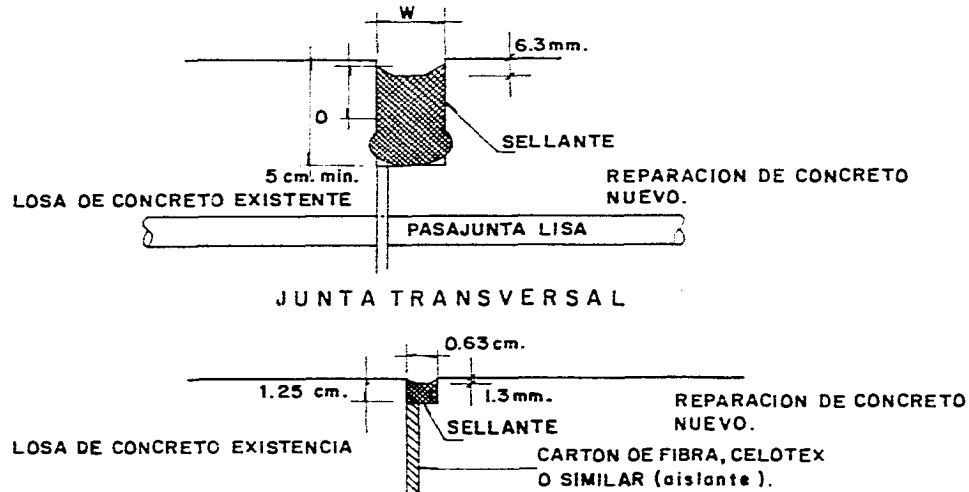 W
6.3mm.
O
SELLANTE
5 cm. min.
LOSA DE CONCRETO EXISTENTE
REPARACION DE CONCRETO
NUEVO.
PASAJUNTA LISA
JUNTA TRANSVERSAL
0.63 cm.
1.25 cm.
1.3mm.
REPARACION DE CONCRETO
NUEVO.
SELLANTE
LOSA DE CONCRETO EXISTENCIA
CARTON DE FIBRA, CELOTEX
O SIMILAR (aislante).